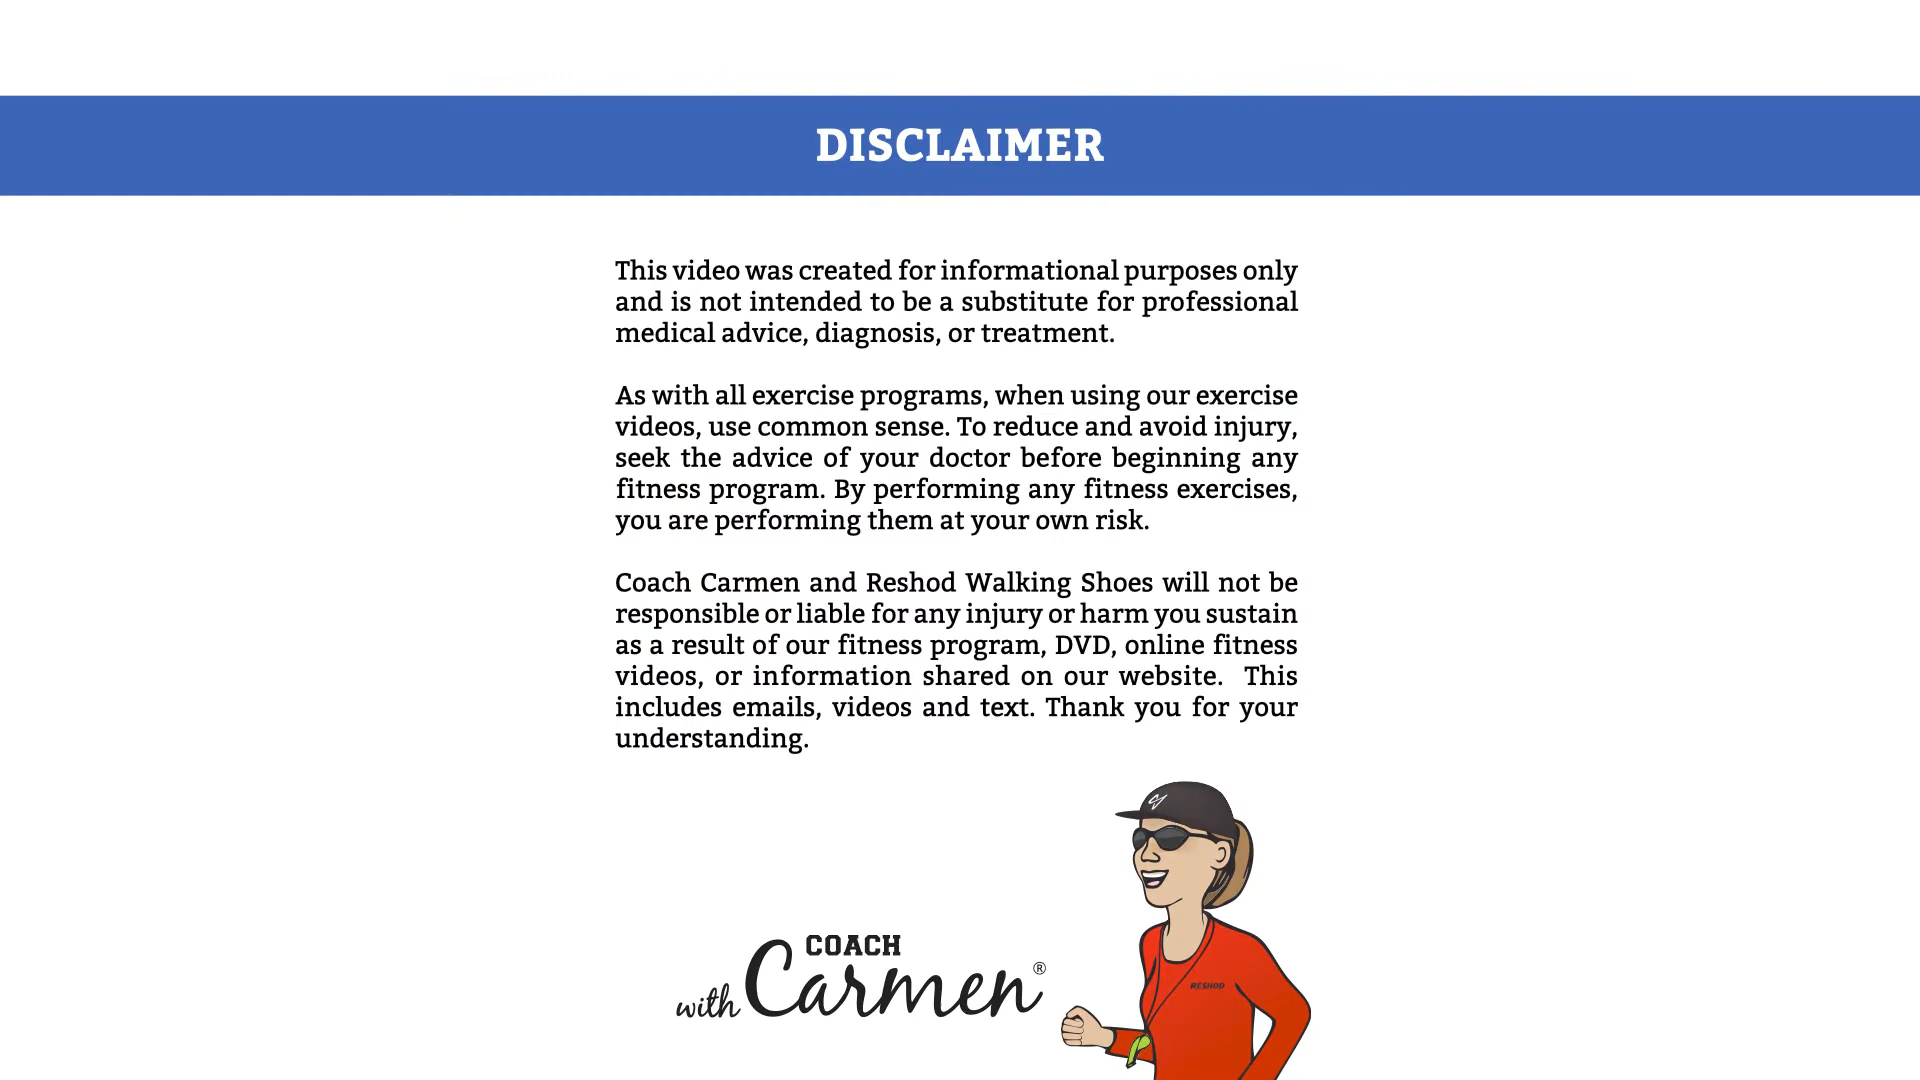 DISCLAIMER
This video was created for informational purposes only
and is not intended to be a substitute for professional
medical advice, diagnosis, or treatment.
As with all exercise programs, when using our exercise
videos, use common sense. To reduce and avoid injury,
seek the advice of your doctor before beginning any
fitness program. By performing any fitness exercises,
you are performing them at your own risk.
Coach Carmen and Reshod Walking Shoes will not be
responsible or liable for any injury or harm you sustain
as a result of our fitness program, DVD, online fitness
videos, or information shared on our website. This
includes emails, videos and text. Thank you for your
understanding.
COACH
with Carmen®
RESHOD